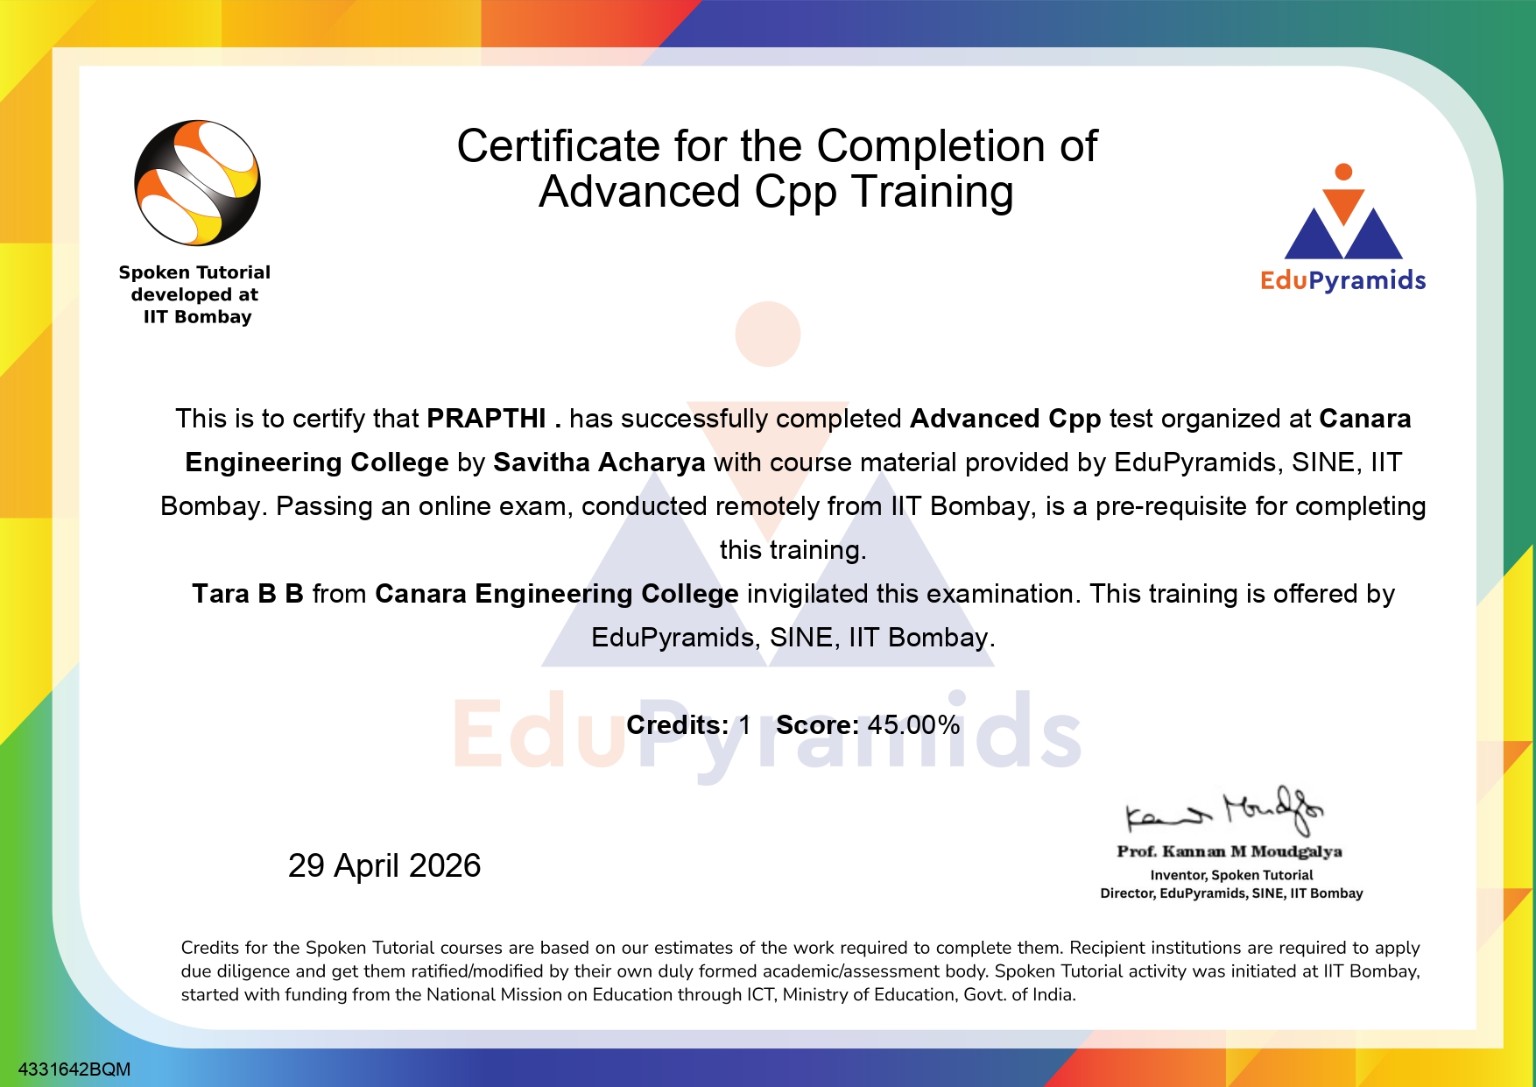 Certificate for the Completion of
Advanced Cpp Training
Spoken Tutorial
developed at
IIT Bombay
EduPyramids
This is to certify that PRAPTHI . has successfully completed Advanced Cpp test organized at Canara
Engineering College by Savitha Acharya with course material provided by EduPyramids, SINE, IIT
Bombay. Passing an online exam, conducted remotely from IIT Bombay, is a pre-requisite for completing
this training.
Tara B B from Canara Engineering College invigilated this examination. This training is offered by
EduPyramids, SINE, IIT Bombay.
EduPyramids
Credits: 1 Score: 45.00%
29 April 2026
Kannan Moudgalya
Prof. Kannan M Moudgalya
Inventor, Spoken Tutorial
Director, EduPyramids, SINE, IIT Bombay
Credits for the Spoken Tutorial courses are based on our estimates of the work required to complete them. Recipient institutions are required to apply
due diligence and get them ratified/modified by their own duly formed academic/assessment body. Spoken Tutorial activity was initiated at IIT Bombay,
started with funding from the National Mission on Education through ICT, Ministry of Education, Govt. of India.
4331642BQM